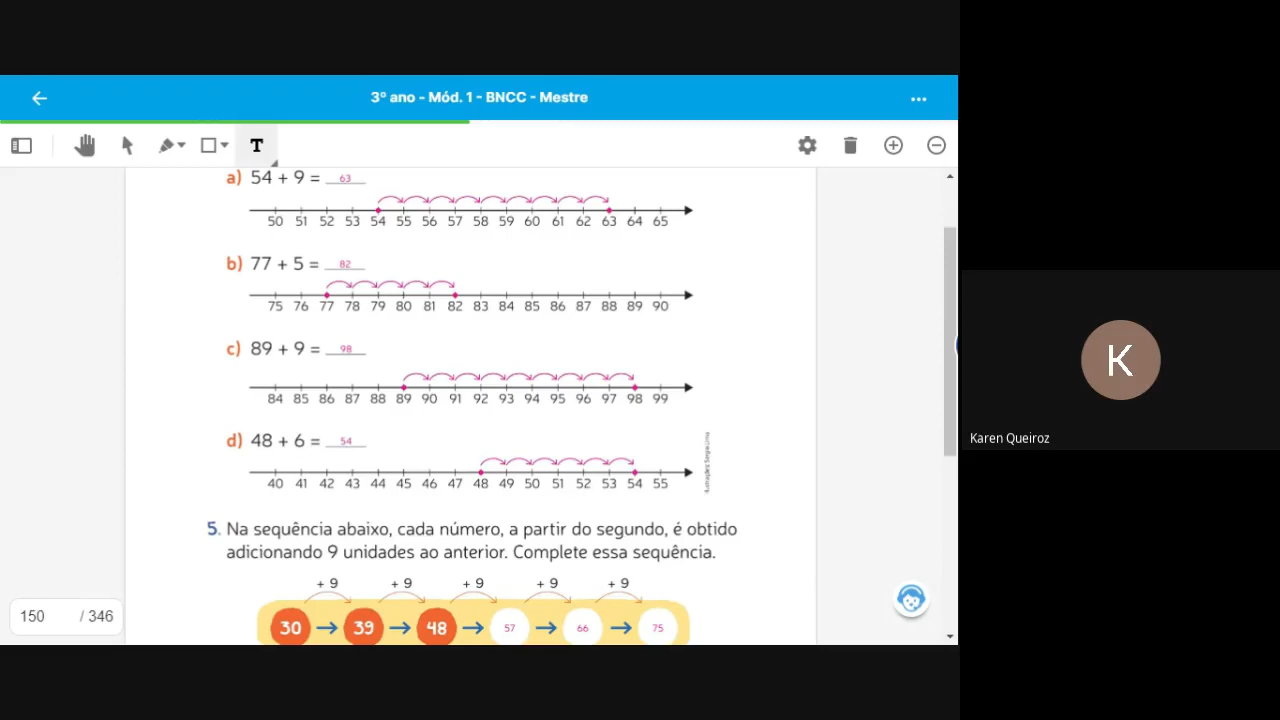 3º ano - Mód. 1 - BNCC - Mestre
T
a) 54 + 9 = 63
50 51 52 53 54 55 56 57 58 59 60 61 62 63 64 65
b) 77 + 5 = 82
75 76 77 78 79 80 81 82 83 84 85 86 87 88 89 90
c) 89 + 9 = 98
84 85 86 87 88 89 90 91 92 93 94 95 96 97 98 99
d) 48 + 6 = 54
40 41 42 43 44 45 46 47 48 49 50 51 52 53 54 55
5. Na sequência abaixo, cada número, a partir do segundo, é obtido
adicionando 9 unidades ao anterior. Complete essa sequência.
+ 9 + 9 + 9 + 9 + 9
30 39 48 57 66 75
150 / 346
K
Karen Queiroz